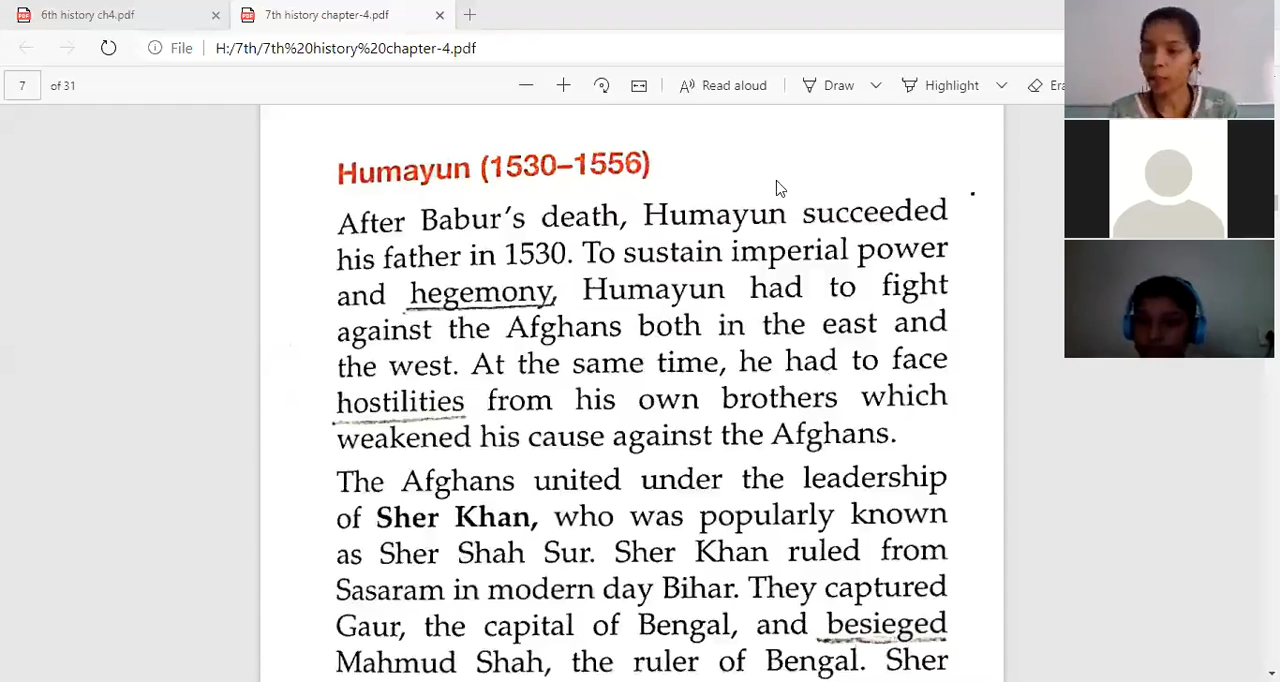 6th history ch4.pdf
7th history chapter-4.pdf
File
H:/7th/7th%20history%20chapter-4.pdf
7 of 31
Read aloud
Draw
Highlight
Era
Humayun (1530–1556)
After Babur's death, Humayun succeeded
his father in 1530. To sustain imperial power
and hegemony, Humayun had to fight
against the Afghans both in the east and
the west. At the same time, he had to face
hostilities from his own brothers which
weakened his cause against the Afghans.
The Afghans united under the leadership
of Sher Khan, who was popularly known
as Sher Shah Sur. Sher Khan ruled from
Sasaram in modern day Bihar. They captured
Gaur, the capital of Bengal, and besieged
Mahmud Shah, the ruler of Bengal. Sher